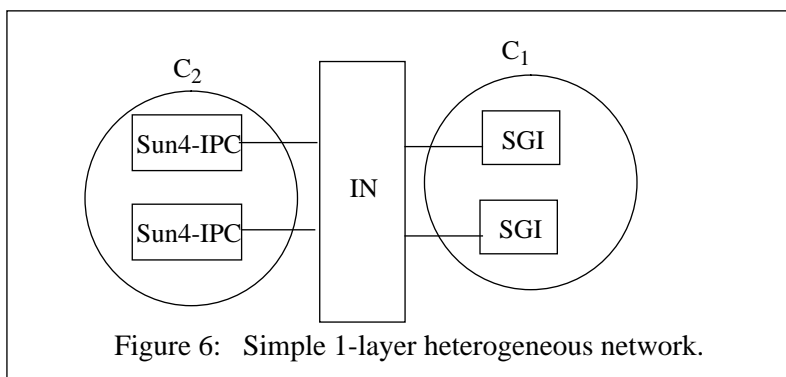 C2
C1
Sun4-IPC
SGI
IN
Sun4-IPC
SGI
Figure 6: Simple 1-layer heterogeneous network.